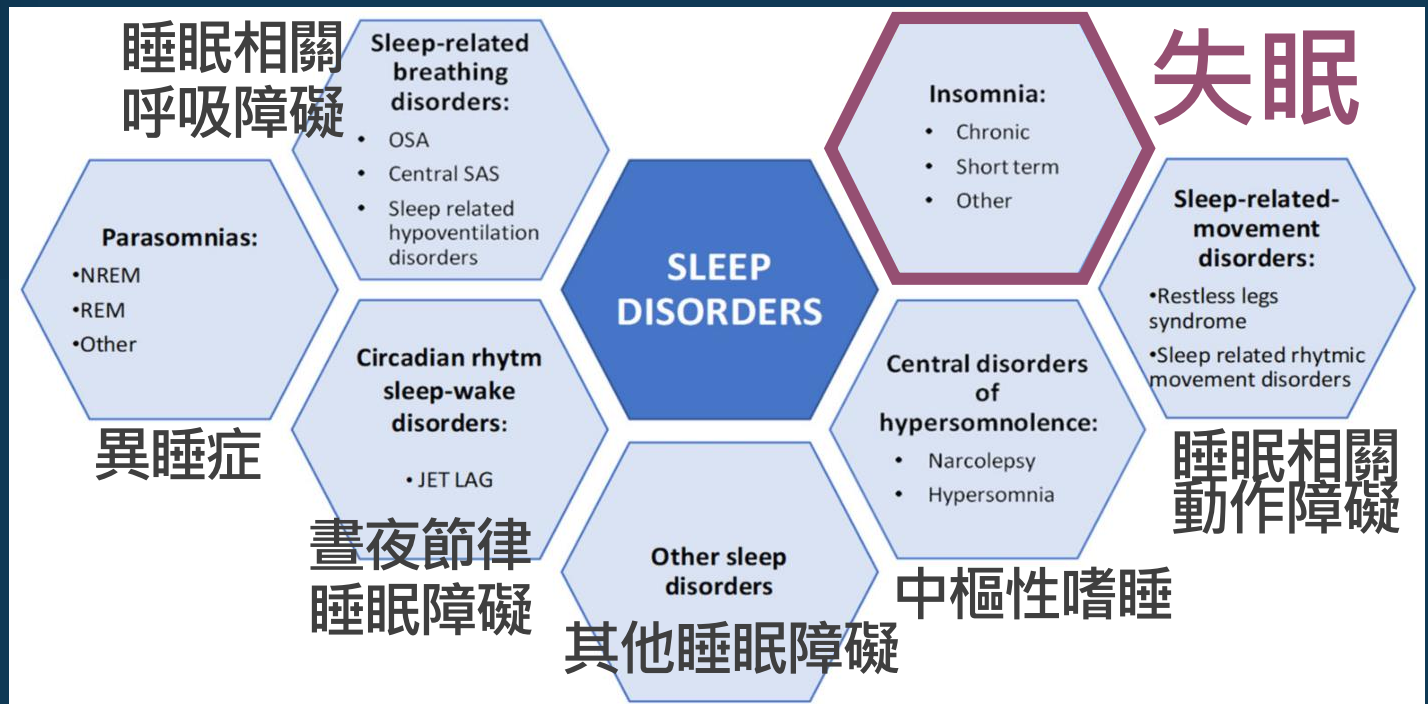 睡眠相關
呼吸障礙
Sleep-related
breathing
disorders:
• OSA
• Central SAS
• Sleep related
hypoventilation
disorders
Insomnia:
• Chronic
• Short term
• Other
失眠
Parasomnias:
•NREM
•REM
•Other
異睡症
SLEEP
DISORDERS
Sleep-related-
movement
disorders:
•Restless legs
syndrome
•Sleep related rhytmic
movement disorders
睡眠相關
動作障礙
Circadian rhytm
sleep-wake
disorders:
• JET LAG
晝夜節律
睡眠障礙
Central disorders
of
hypersomnolence:
• Narcolepsy
• Hypersomnia
中樞性嗜睡
Other sleep
disorders
其他睡眠障礙